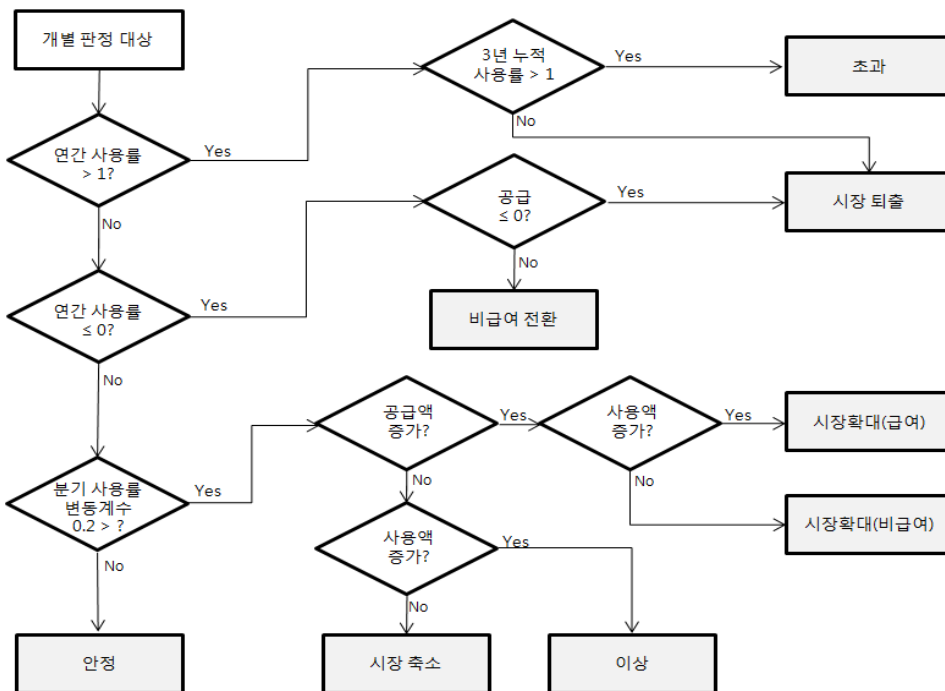 개별 판정 대상
3년 누적
사용률 > 1
Yes
초과
No
연간 사용률
> 1?
Yes
공급
≤ 0?
Yes
시장 퇴출
No
No
연간 사용률
≤ 0?
Yes
비급여 전환
No
공급액
증가?
Yes
사용액
증가?
Yes
시장확대(급여)
분기 사용률
변동계수
0.2 > ?
Yes
No
No
사용액
증가?
Yes
시장확대(비급여)
No
No
안정
시장 축소
이상